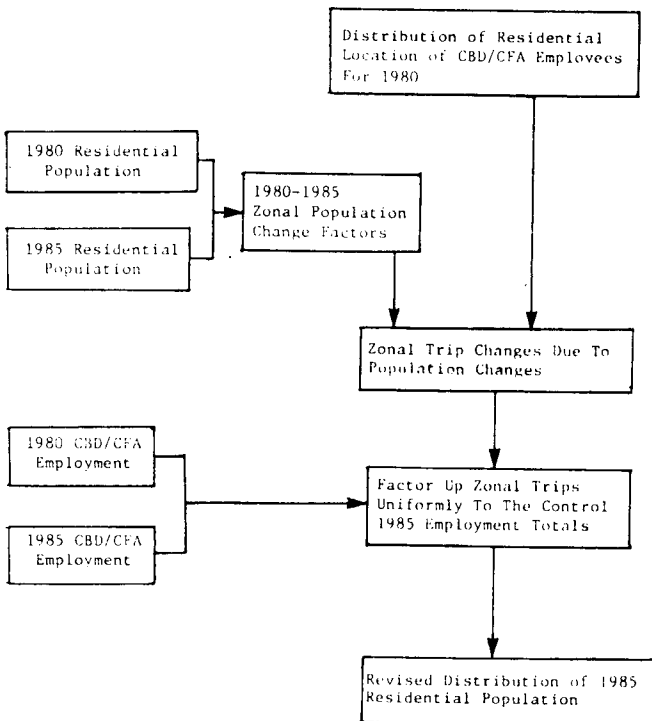 Distribution of Residential
Location of CBD/CFA Employees
For 1980
1980 Residential
Population
1985 Residential
Population
1980-1985
Zonal Population
Change Factors
Zonal Trip Changes Due To
Population Changes
1980 CBD/CFA
Employment
1985 CBD/CFA
Employment
Factor Up Zonal Trips
Uniformly To The Control
1985 Employment Totals
Revised Distribution of 1985
Residential Population